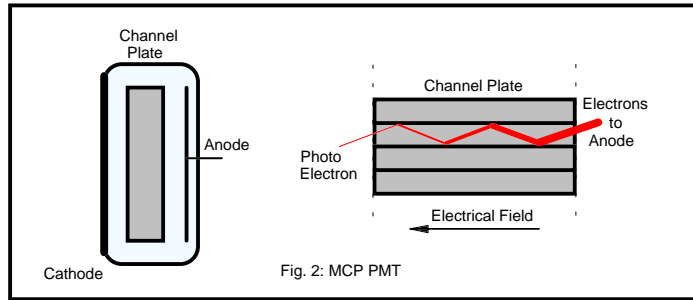 Channel
Plate
Anode
Cathode
Channel Plate
Electrons
to
Anode
Photo
Electron
Electrical Field
Fig. 2: MCP PMT